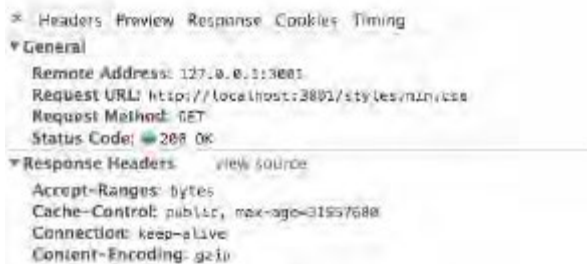 × Headers Preview Response Cookies Timing
▼ General
Remote Address: 127.0.0.1:3001
Request URL: http://localhost:3001/styles.min.css
Request Method: GET
Status Code: 200 OK
▼ Response Headers view source
Accept-Ranges: bytes
Cache-Control: public, max-age=31557600
Connection: keep-alive
Content-Encoding: gzip